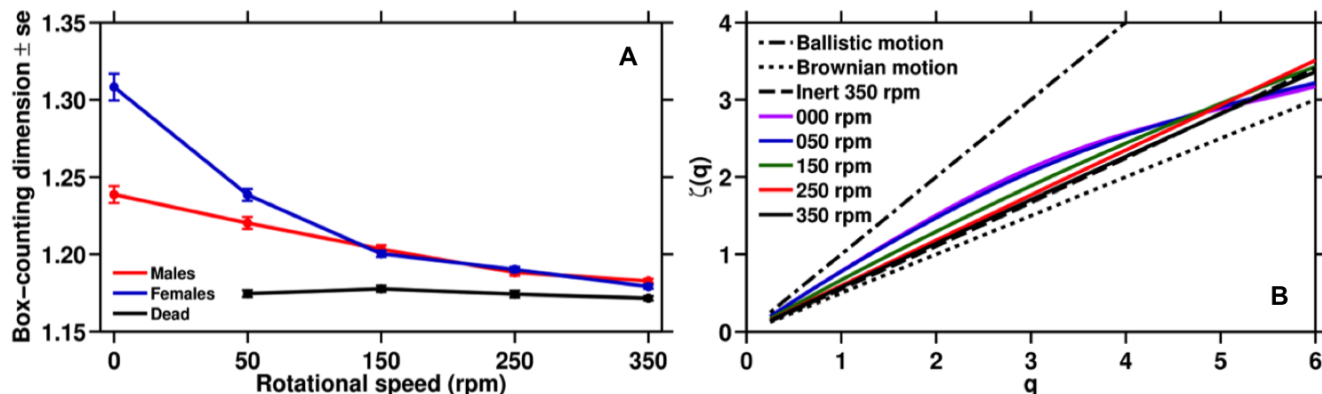 Box−counting dimension ± se
1.35
1.30
1.25
1.20
1.15
A
Males
Females
Dead
0 50 150 250 350
Rotational speed (rpm)
ζ(q)
4
3
2
1
0
Ballistic motion
Brownian motion
Inert 350 rpm
000 rpm
050 rpm
150 rpm
250 rpm
350 rpm
B
0 1 2 3 4 5 6
q